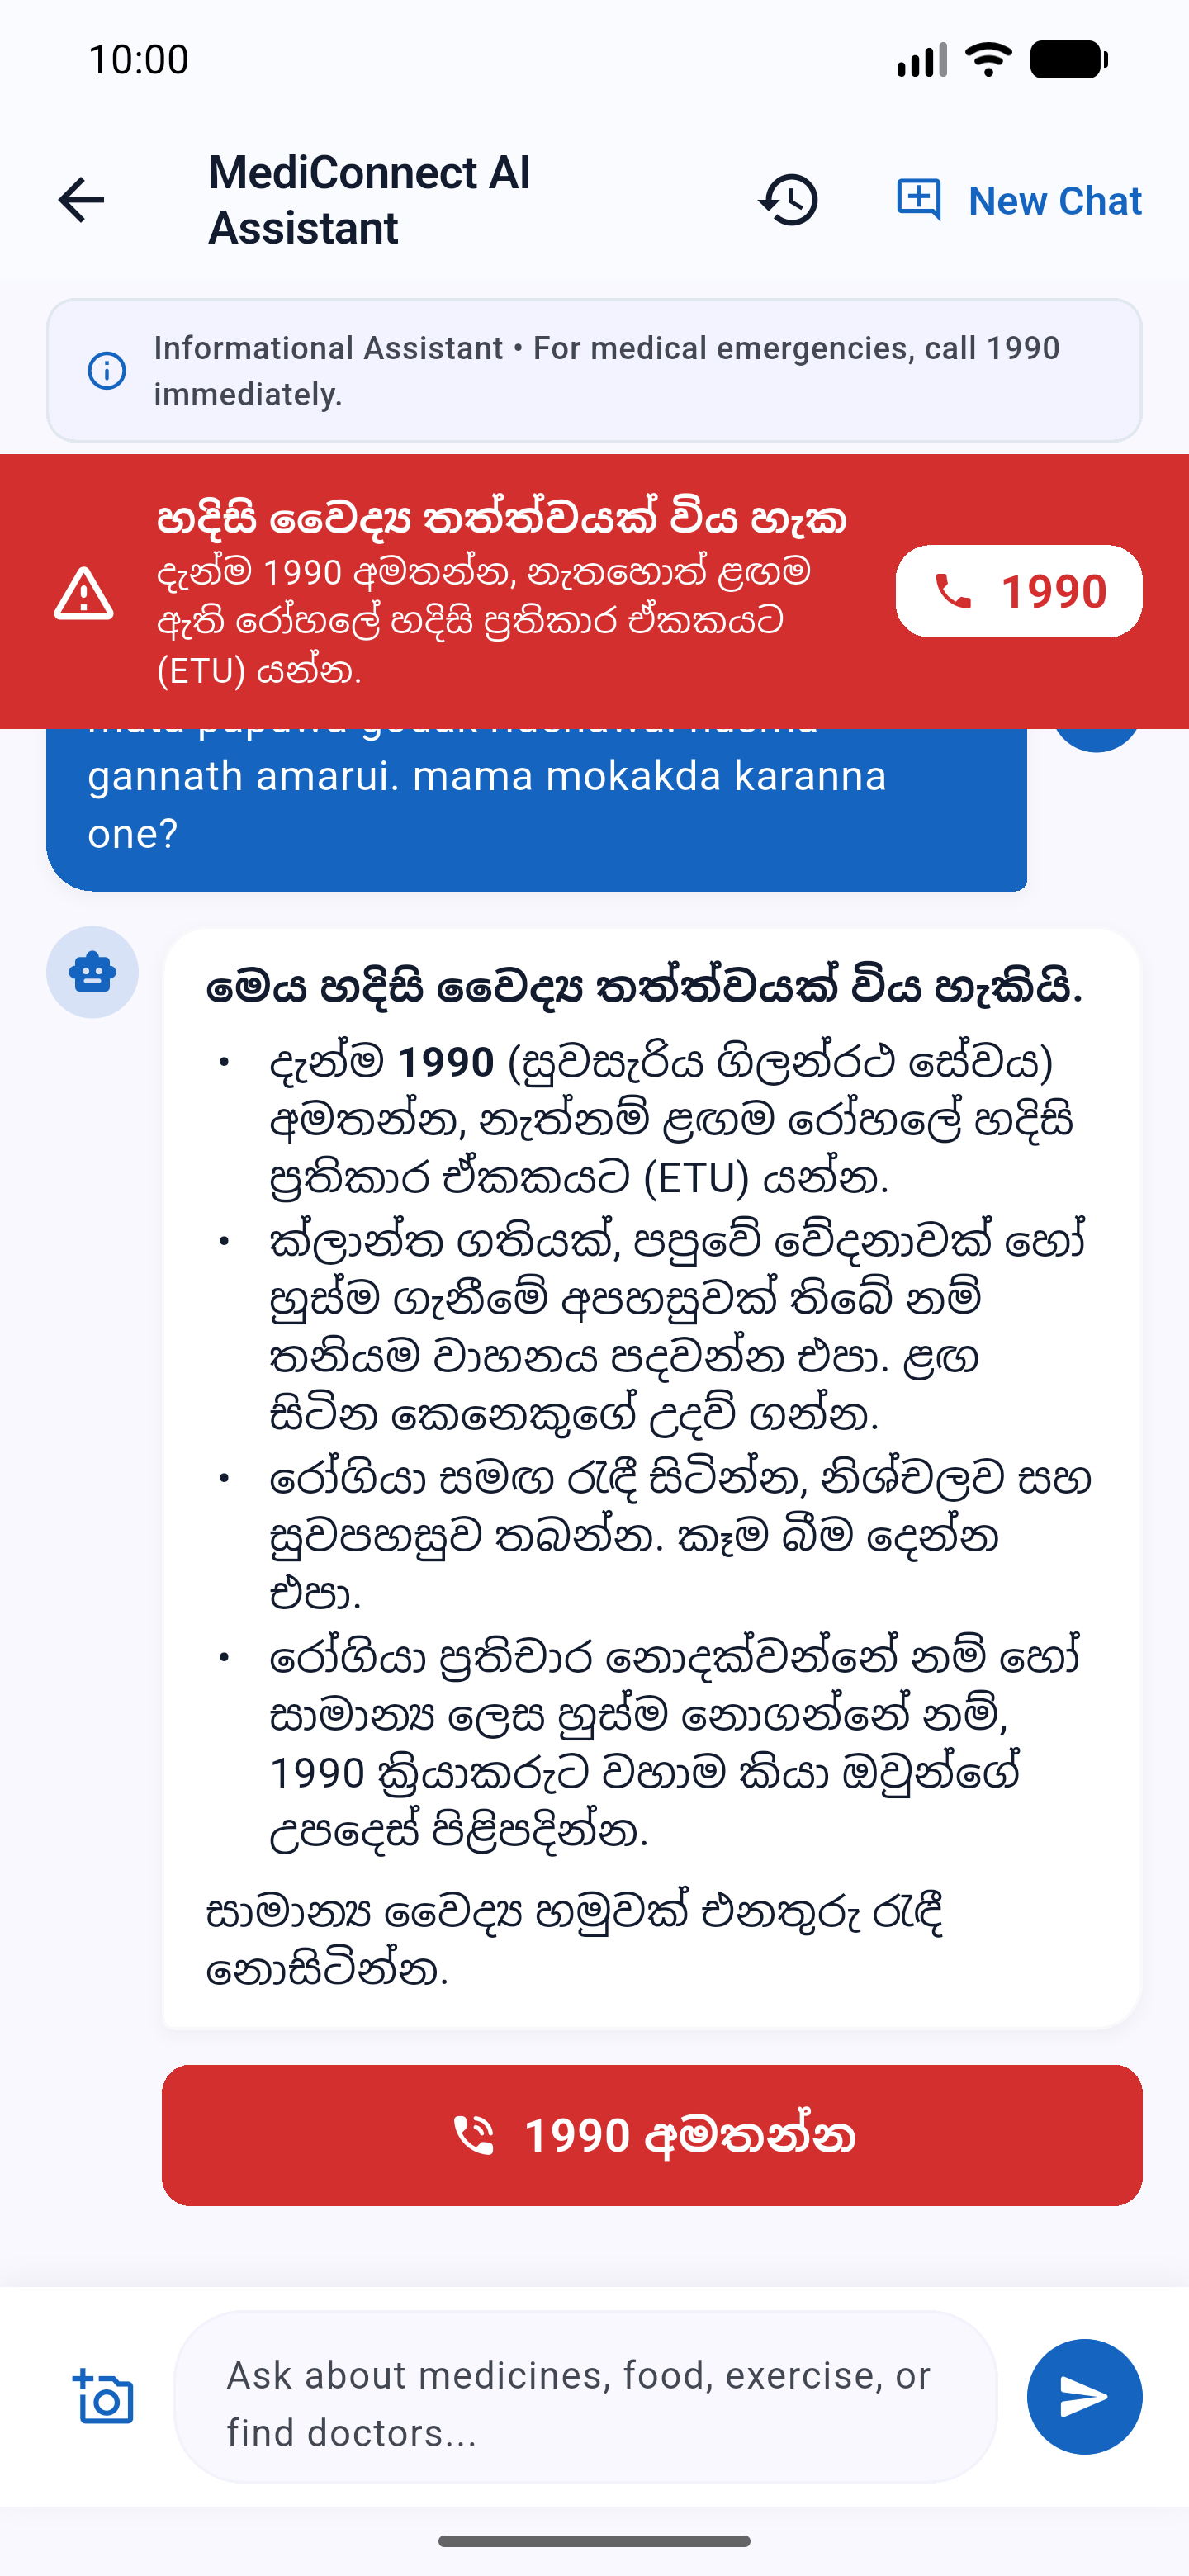 10:00
MediConnect AI
Assistant
New Chat
Informational Assistant • For medical emergencies, call 1990
immediately.
හදිසි වෛද්‍ය තත්ත්වයක් විය හැක
දැන්ම 1990 අමතන්න, නැතහොත් ළඟම
ඇති රෝහලේ හදිසි ප්‍රතිකාර ඒකකයට
(ETU) යන්න.
1990
gannath amarui. mama mokakda karanna
one?
මෙය හදිසි වෛද්‍ය තත්ත්වයක් විය හැකියි.
• දැන්ම 1990 (සුවසැරිය ගිලන්රථ සේවය)
අමතන්න, නැත්නම් ළඟම රෝහලේ හදිසි
ප්‍රතිකාර ඒකකයට (ETU) යන්න.
• ක්ලාන්ත ගතියක්, පපුවේ වේදනාවක් හෝ
හුස්ම ගැනීමේ අපහසුවක් තිබේ නම්
තනියම වාහනය පදවන්න එපා. ළඟ
සිටින කෙනෙකුගේ උදව් ගන්න.
• රෝගියා සමඟ රැඳී සිටින්න, නිශ්චලව සහ
සුවපහසුව තබන්න. කෑම බීම දෙන්න
එපා.
• රෝගියා ප්‍රතිචාර නොදක්වන්නේ නම් හෝ
සාමාන්‍ය ලෙස හුස්ම නොගන්නේ නම්,
1990 ක්‍රියාකරුට වහාම කියා ඔවුන්ගේ
උපදෙස් පිළිපදින්න.
සාමාන්‍ය වෛද්‍ය හමුවක් එනතුරු රැඳී
නොසිටින්න.
1990 අමතන්න
Ask about medicines, food, exercise, or
find doctors...